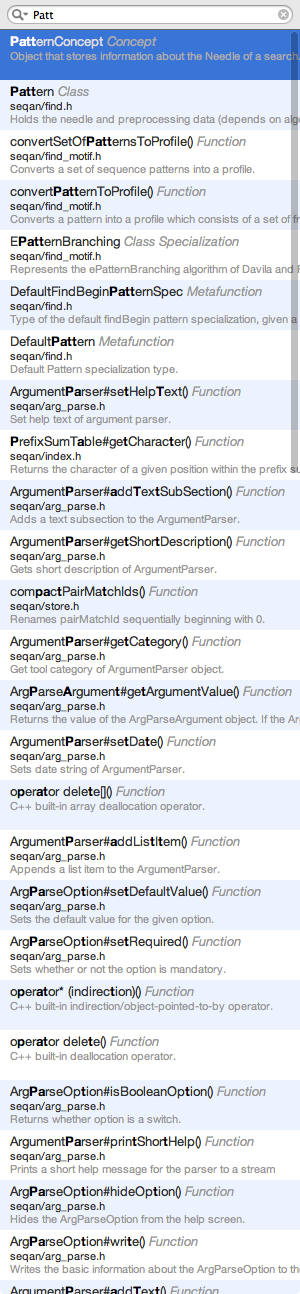 Patt
PatternConcept Concept
Object that stores information about the Needle of a search
Pattern Class
seqan/find.h
Holds the needle and preprocessing data (depends on algo
convertSetOfPatternsToProfile() Function
seqan/find_motif.h
Converts a set of sequence patterns into a profile.
convertPatternToProfile() Function
seqan/find_motif.h
Converts a pattern into a profile which consists of a set of fr
EPatternBranching Class Specialization
seqan/find_motif.h
Represents the ePatternBranching algorithm of Davila and R
DefaultFindBeginPatternSpec Metafunction
seqan/find.h
Type of the default findBegin pattern specialization, given a
DefaultPattern Metafunction
seqan/find.h
Default Pattern specialization type.
ArgumentParser#setHelpText() Function
seqan/arg_parse.h
Set help text of argument parser.
PrefixSumTable#getCharacter() Function
seqan/index.h
Returns the character of a given position within the prefix su
ArgumentParser#addTextSubSection() Function
seqan/arg_parse.h
Adds a text subsection to the ArgumentParser.
ArgumentParser#getShortDescription() Function
seqan/arg_parse.h
Gets short description of ArgumentParser.
compactPairMatchIds() Function
seqan/store.h
Renames pairMatchId sequentially beginning with 0.
ArgumentParser#getCategory() Function
seqan/arg_parse.h
Get tool category of ArgumentParser object.
ArgParseArgument#getArgumentValue() Function
seqan/arg_parse.h
Returns the value of the ArgParseArgument object. If the Arg
ArgumentParser#setDate() Function
seqan/arg_parse.h
Sets date string of ArgumentParser.
operator delete[]() Function
C++ built-in array deallocation operator.
ArgumentParser#addListItem() Function
seqan/arg_parse.h
Appends a list item to the ArgumentParser.
ArgParseOption#setDefaultValue() Function
seqan/arg_parse.h
Sets the default value for the given option.
ArgParseOption#setRequired() Function
seqan/arg_parse.h
Sets whether or not the option is mandatory.
operator* (indirection)() Function
C++ built-in indirection/object-pointed-to-by operator.
operator delete() Function
C++ built-in deallocation operator.
ArgParseOption#isBooleanOption() Function
seqan/arg_parse.h
Returns whether option is a switch.
ArgumentParser#printShortHelp() Function
seqan/arg_parse.h
Prints a short help message for the parser to a stream
ArgParseOption#hideOption() Function
seqan/arg_parse.h
Hides the ArgParseOption from the help screen.
ArgParseOption#write() Function
seqan/arg_parse.h
Writes the basic information about the ArgParseOption to the
ArgumentParser#addText() Function